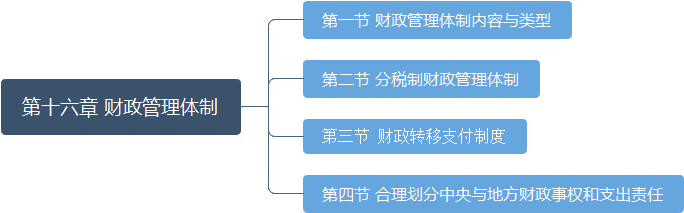 第十六章 财政管理体制
第一节 财政管理体制内容与类型
第二节 分税制财政管理体制
第三节 财政转移支付制度
第四节 合理划分中央与地方财政事权和支出责任